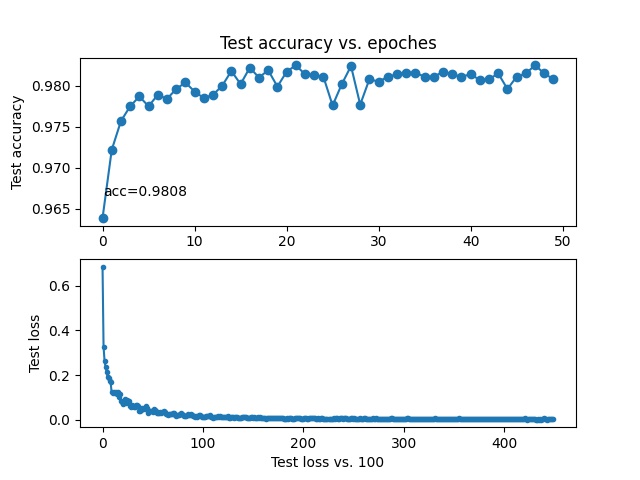 Test accuracy vs. epoches
Test accuracy
0.980
0.975
0.970
0.965
acc=0.9808
0 10 20 30 40 50
Test loss
0.6
0.4
0.2
0.0
0 100 200 300 400
Test loss vs. 100